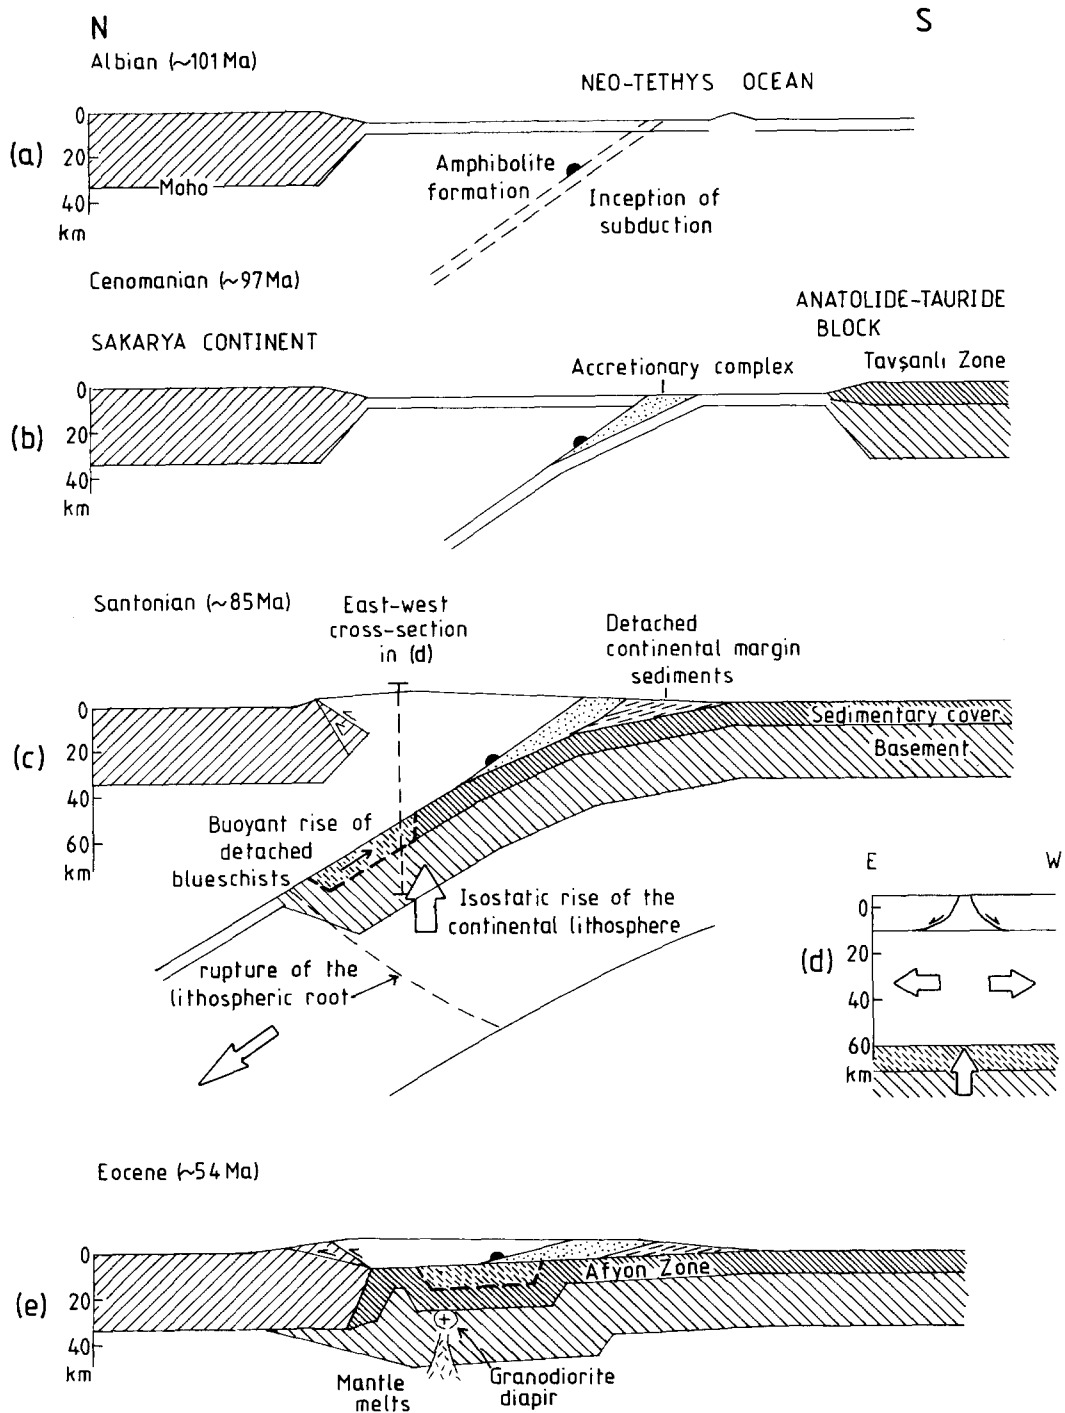 N
S
Albian (~101 Ma)
NEO-TETHYS OCEAN
0
(a)
20
40
km
Moho
Amphibolite
formation
Inception of
subduction
Cenomanian (~97 Ma)
SAKARYA CONTINENT
ANATOLIDE-TAURIDE
BLOCK
Tavşanlı Zone
Accretionary complex
0
(b)
20
40
km
Santonian (~85 Ma)
East-west
cross-section
in (d)
Detached
continental margin
sediments
0
(c)
20
40
60
km
Sedimentary cover
Basement
Buoyant rise of
detached
blueschists
Isostatic rise of the
continental lithosphere
rupture of the
lithospheric root
E
W
0
(d)
20
40
60
km
Eocene (~54 Ma)
0
(e)
20
40
km
Afyon Zone
+
Mantle
melts
Granodiorite
diapir